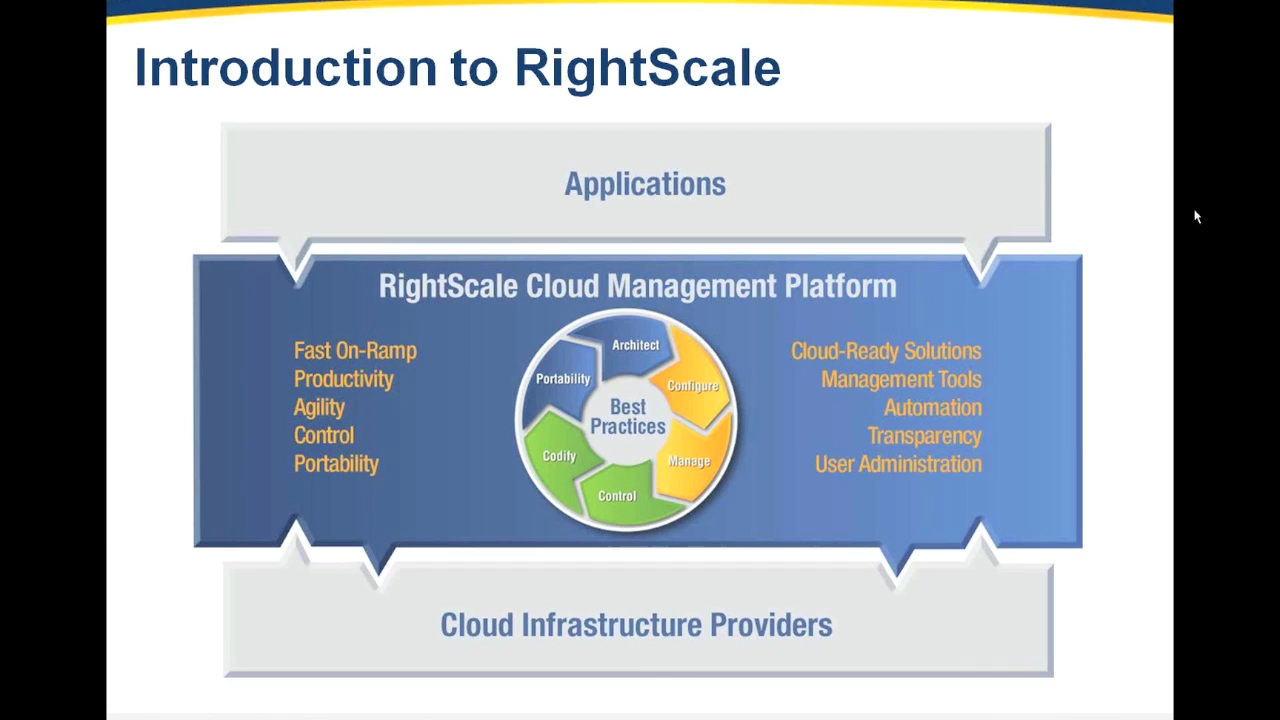 Introduction to RightScale
Applications
RightScale Cloud Management Platform
Fast On-Ramp
Productivity
Agility
Control
Portability
Architect
Configure
Manage
Control
Codify
Portability
Best
Practices
Cloud-Ready Solutions
Management Tools
Automation
Transparency
User Administration
Cloud Infrastructure Providers